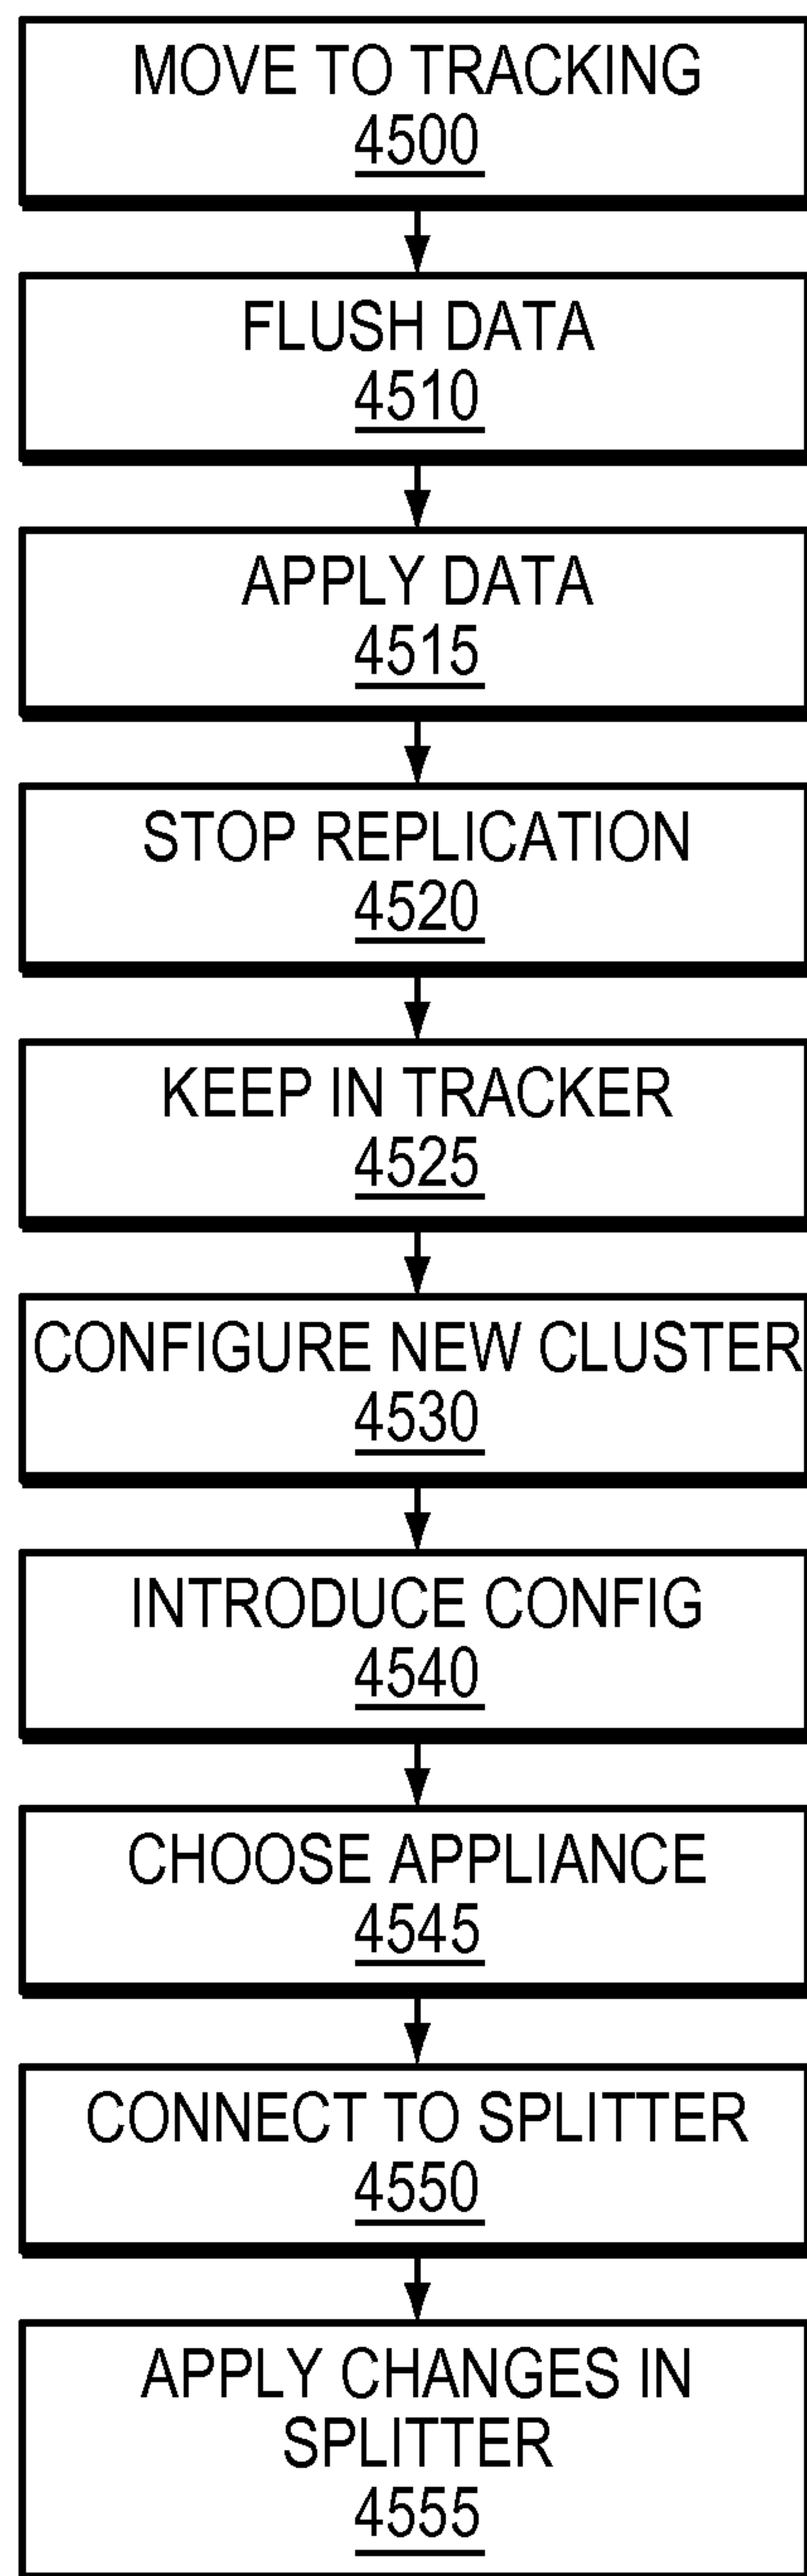 MOVE TO TRACKING
4500
FLUSH DATA
4510
APPLY DATA
4515
STOP REPLICATION
4520
KEEP IN TRACKER
4525
CONFIGURE NEW CLUSTER
4530
INTRODUCE CONFIG
4540
CHOOSE APPLIANCE
4545
CONNECT TO SPLITTER
4550
APPLY CHANGES IN
SPLITTER
4555